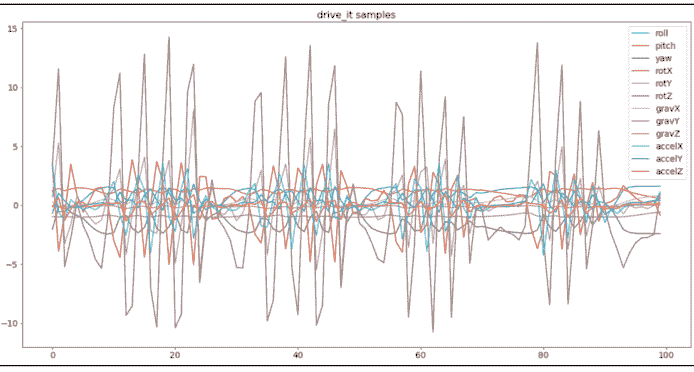 drive_it samples
15
10
5
0
−5
−10
0
20
40
60
80
100
roll
pitch
yaw
rotX
rotY
rotZ
gravX
gravY
gravZ
accelX
accelY
accelZ